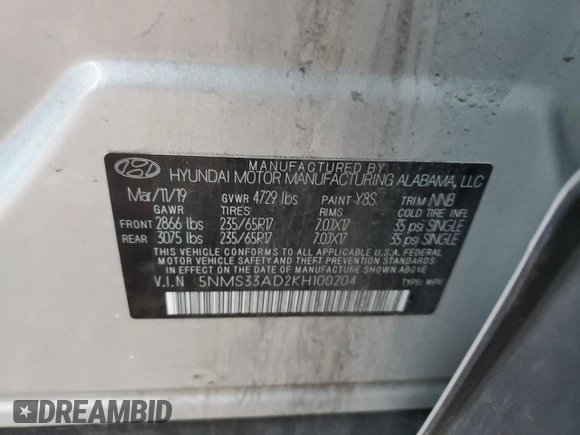 MANUFACTURED BY
HYUNDAI MOTOR MANUFACTURING ALABAMA, LLC
Mar/11/19 GVWR 4729 lbs PAINT Y8S TRIM NNB
GAWR TIRES RIMS COLD TIRE INFL
FRONT 2866 lbs 235/65R17 7.0JX17 35 psi SINGLE
REAR 3075 lbs 235/65R17 7.0JX17 35 psi SINGLE
THIS VEHICLE CONFORMS TO ALL APPLICABLE U.S.A. FEDERAL
MOTOR VEHICLE SAFETY, BUMPER, AND THEFT PREVENTION
STANDARDS IN EFFECT ON THE DATE OF MANUFACTURE SHOWN ABOVE.
V.I.N 5NMS33AD2KH100204 TYPE: MPV
DREAMBID